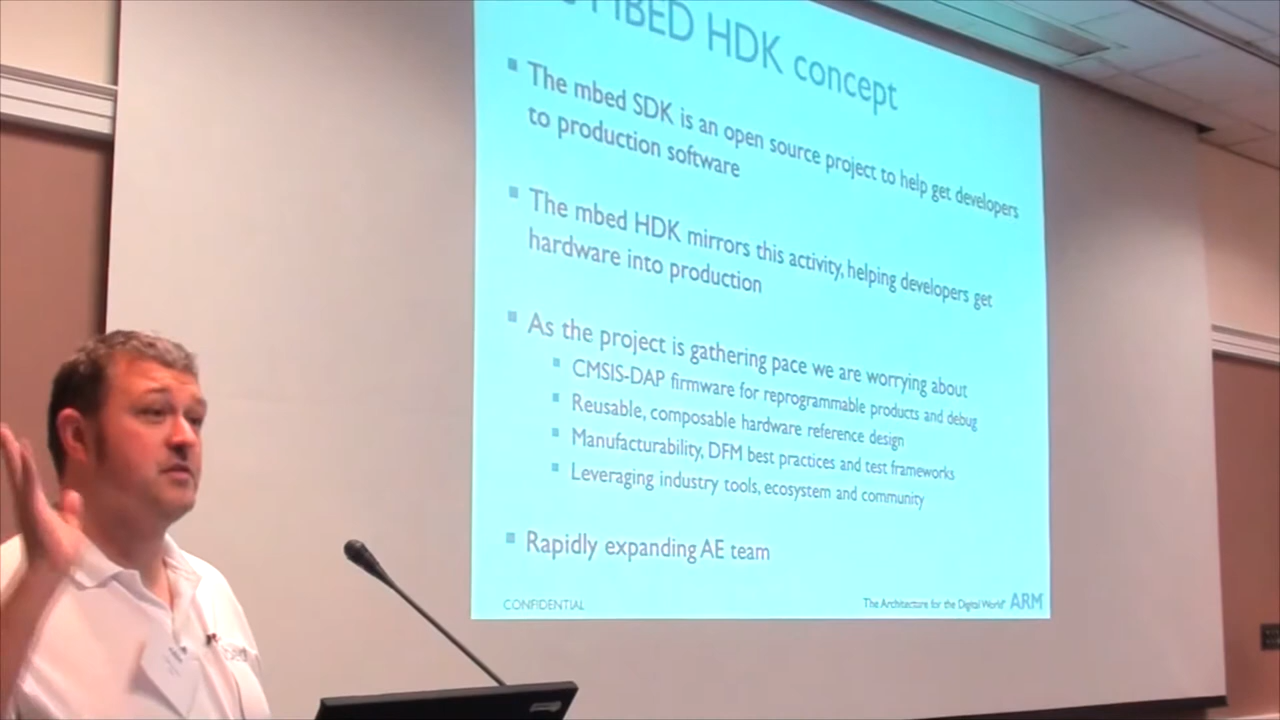 MBED HDK concept
The mbed SDK is an open source project to help get developers
to production software
The mbed HDK mirrors this activity, helping developers get
hardware into production
As the project is gathering pace we are worrying about
CMSIS-DAP firmware for reprogrammable products and debug
Reusable, composable hardware reference design
Manufacturability, DFM best practices and test frameworks
Leveraging industry tools, ecosystem and community
Rapidly expanding AE team
CONFIDENTIAL
The Architecture for the Digital World® ARM